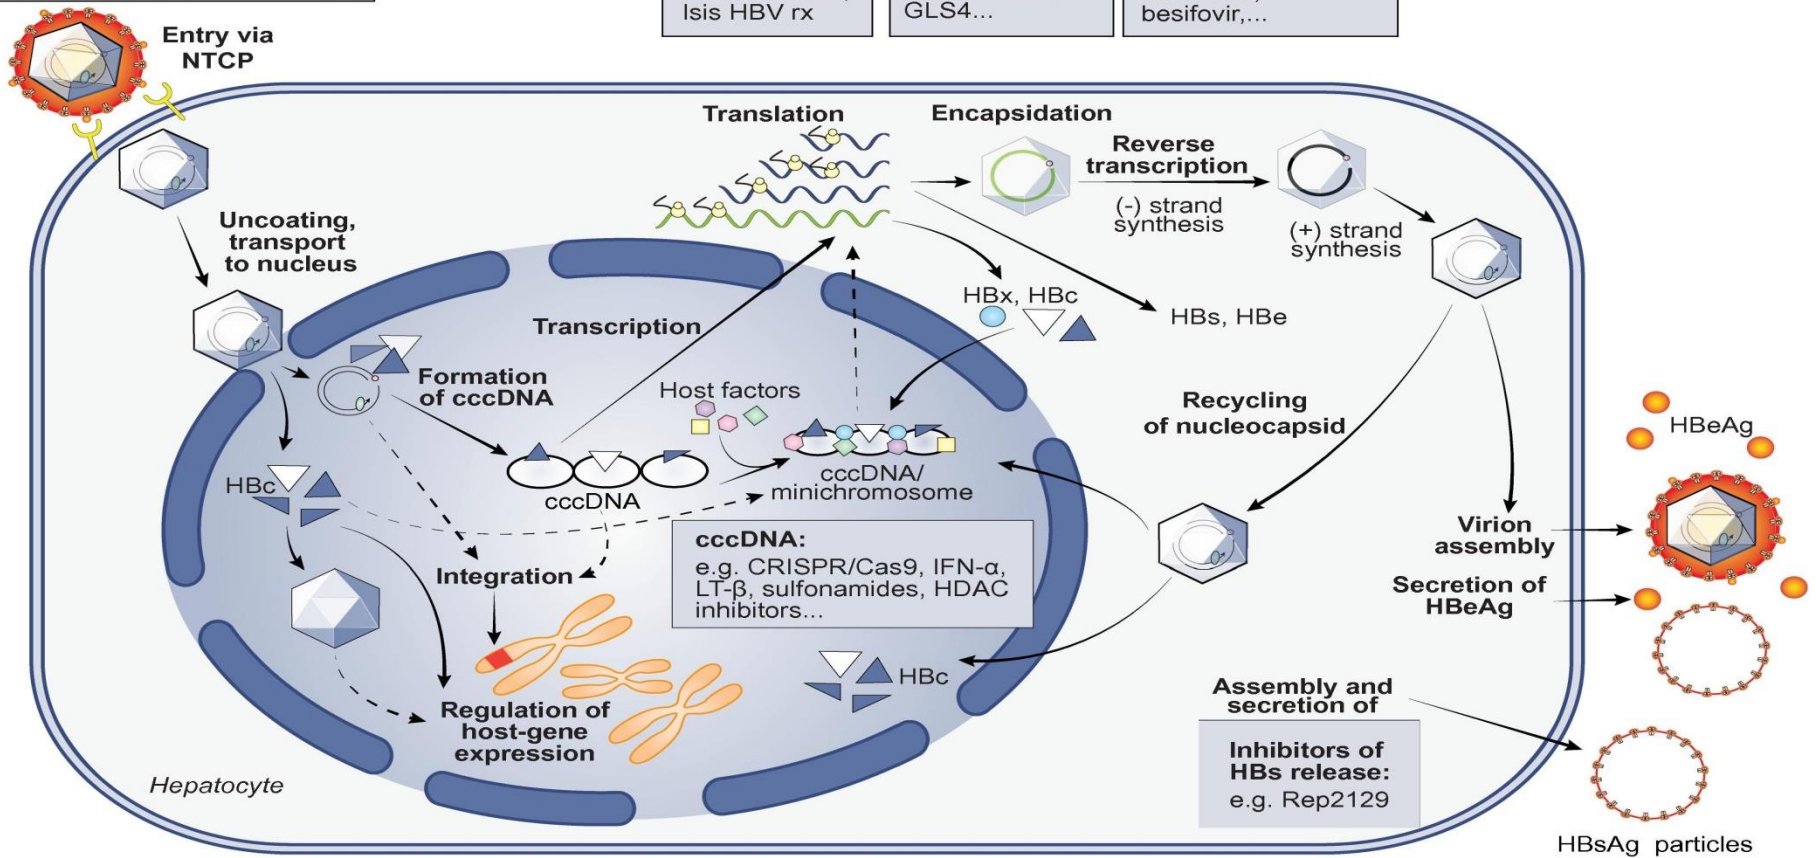 Isis HBV rx
GLS4...
besifovir,...
Entry via
NTCP
Translation
Encapsidation
Reverse
transcription
(-) strand
synthesis
(+) strand
synthesis
Uncoating,
transport
to nucleus
HBx, HBc
HBs, HBe
Transcription
Formation
of cccDNA
Host factors
Recycling
of nucleocapsid
HBeAg
HBc
cccDNA
cccDNA/
minichromosome
cccDNA:
e.g. CRISPR/Cas9, IFN-α,
LT-β, sulfonamides, HDAC
inhibitors...
Integration
Virion
assembly
Secretion of
HBeAg
HBc
Regulation of
host-gene
expression
Assembly and
secretion of
Inhibitors of
HBs release:
e.g. Rep2129
Hepatocyte
HBsAg particles